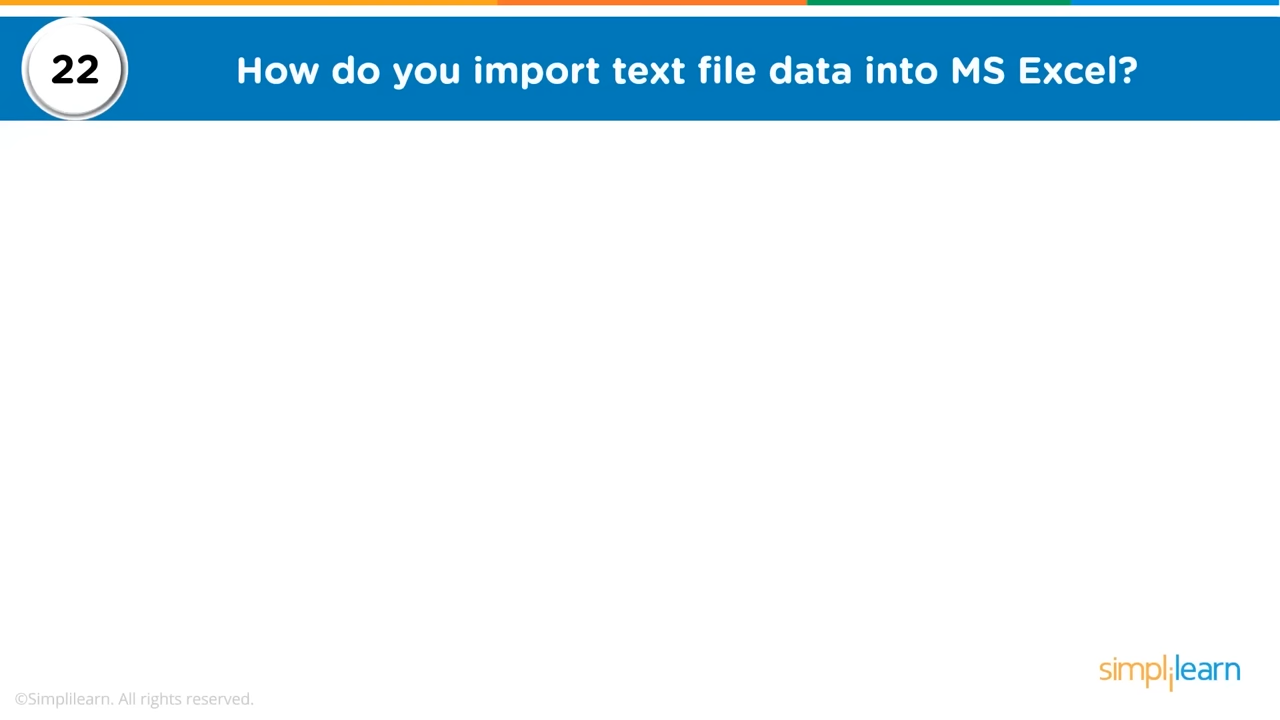 22
How do you import text file data into MS Excel?
simplilearn
©Simplilearn. All rights reserved.